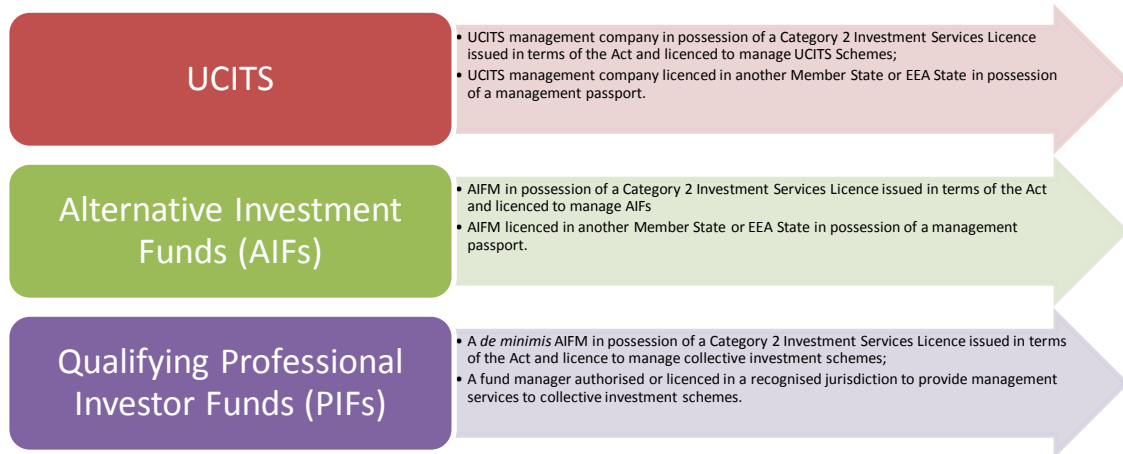 UCITS
• UCITS management company in possession of a Category 2 Investment Services Licence
issued in terms of the Act and licenced to manage UCITS Schemes;
• UCITS management company licenced in another Member State or EEA State in possession
of a management passport.
Alternative Investment
Funds (AIFs)
• AIFM in possession of a Category 2 Investment Services Licence issued in terms of the Act
and licenced to manage AIFs
• AIFM licenced in another Member State or EEA State in possession of a management
passport.
Qualifying Professional
Investor Funds (PIFs)
• A de minimis AIFM in possession of a Category 2 Investment Services Licence issued in terms
of the Act and licence to manage collective investment schemes;
• A fund manager authorised or licenced in a recognised jurisdiction to provide management
services to collective investment schemes.